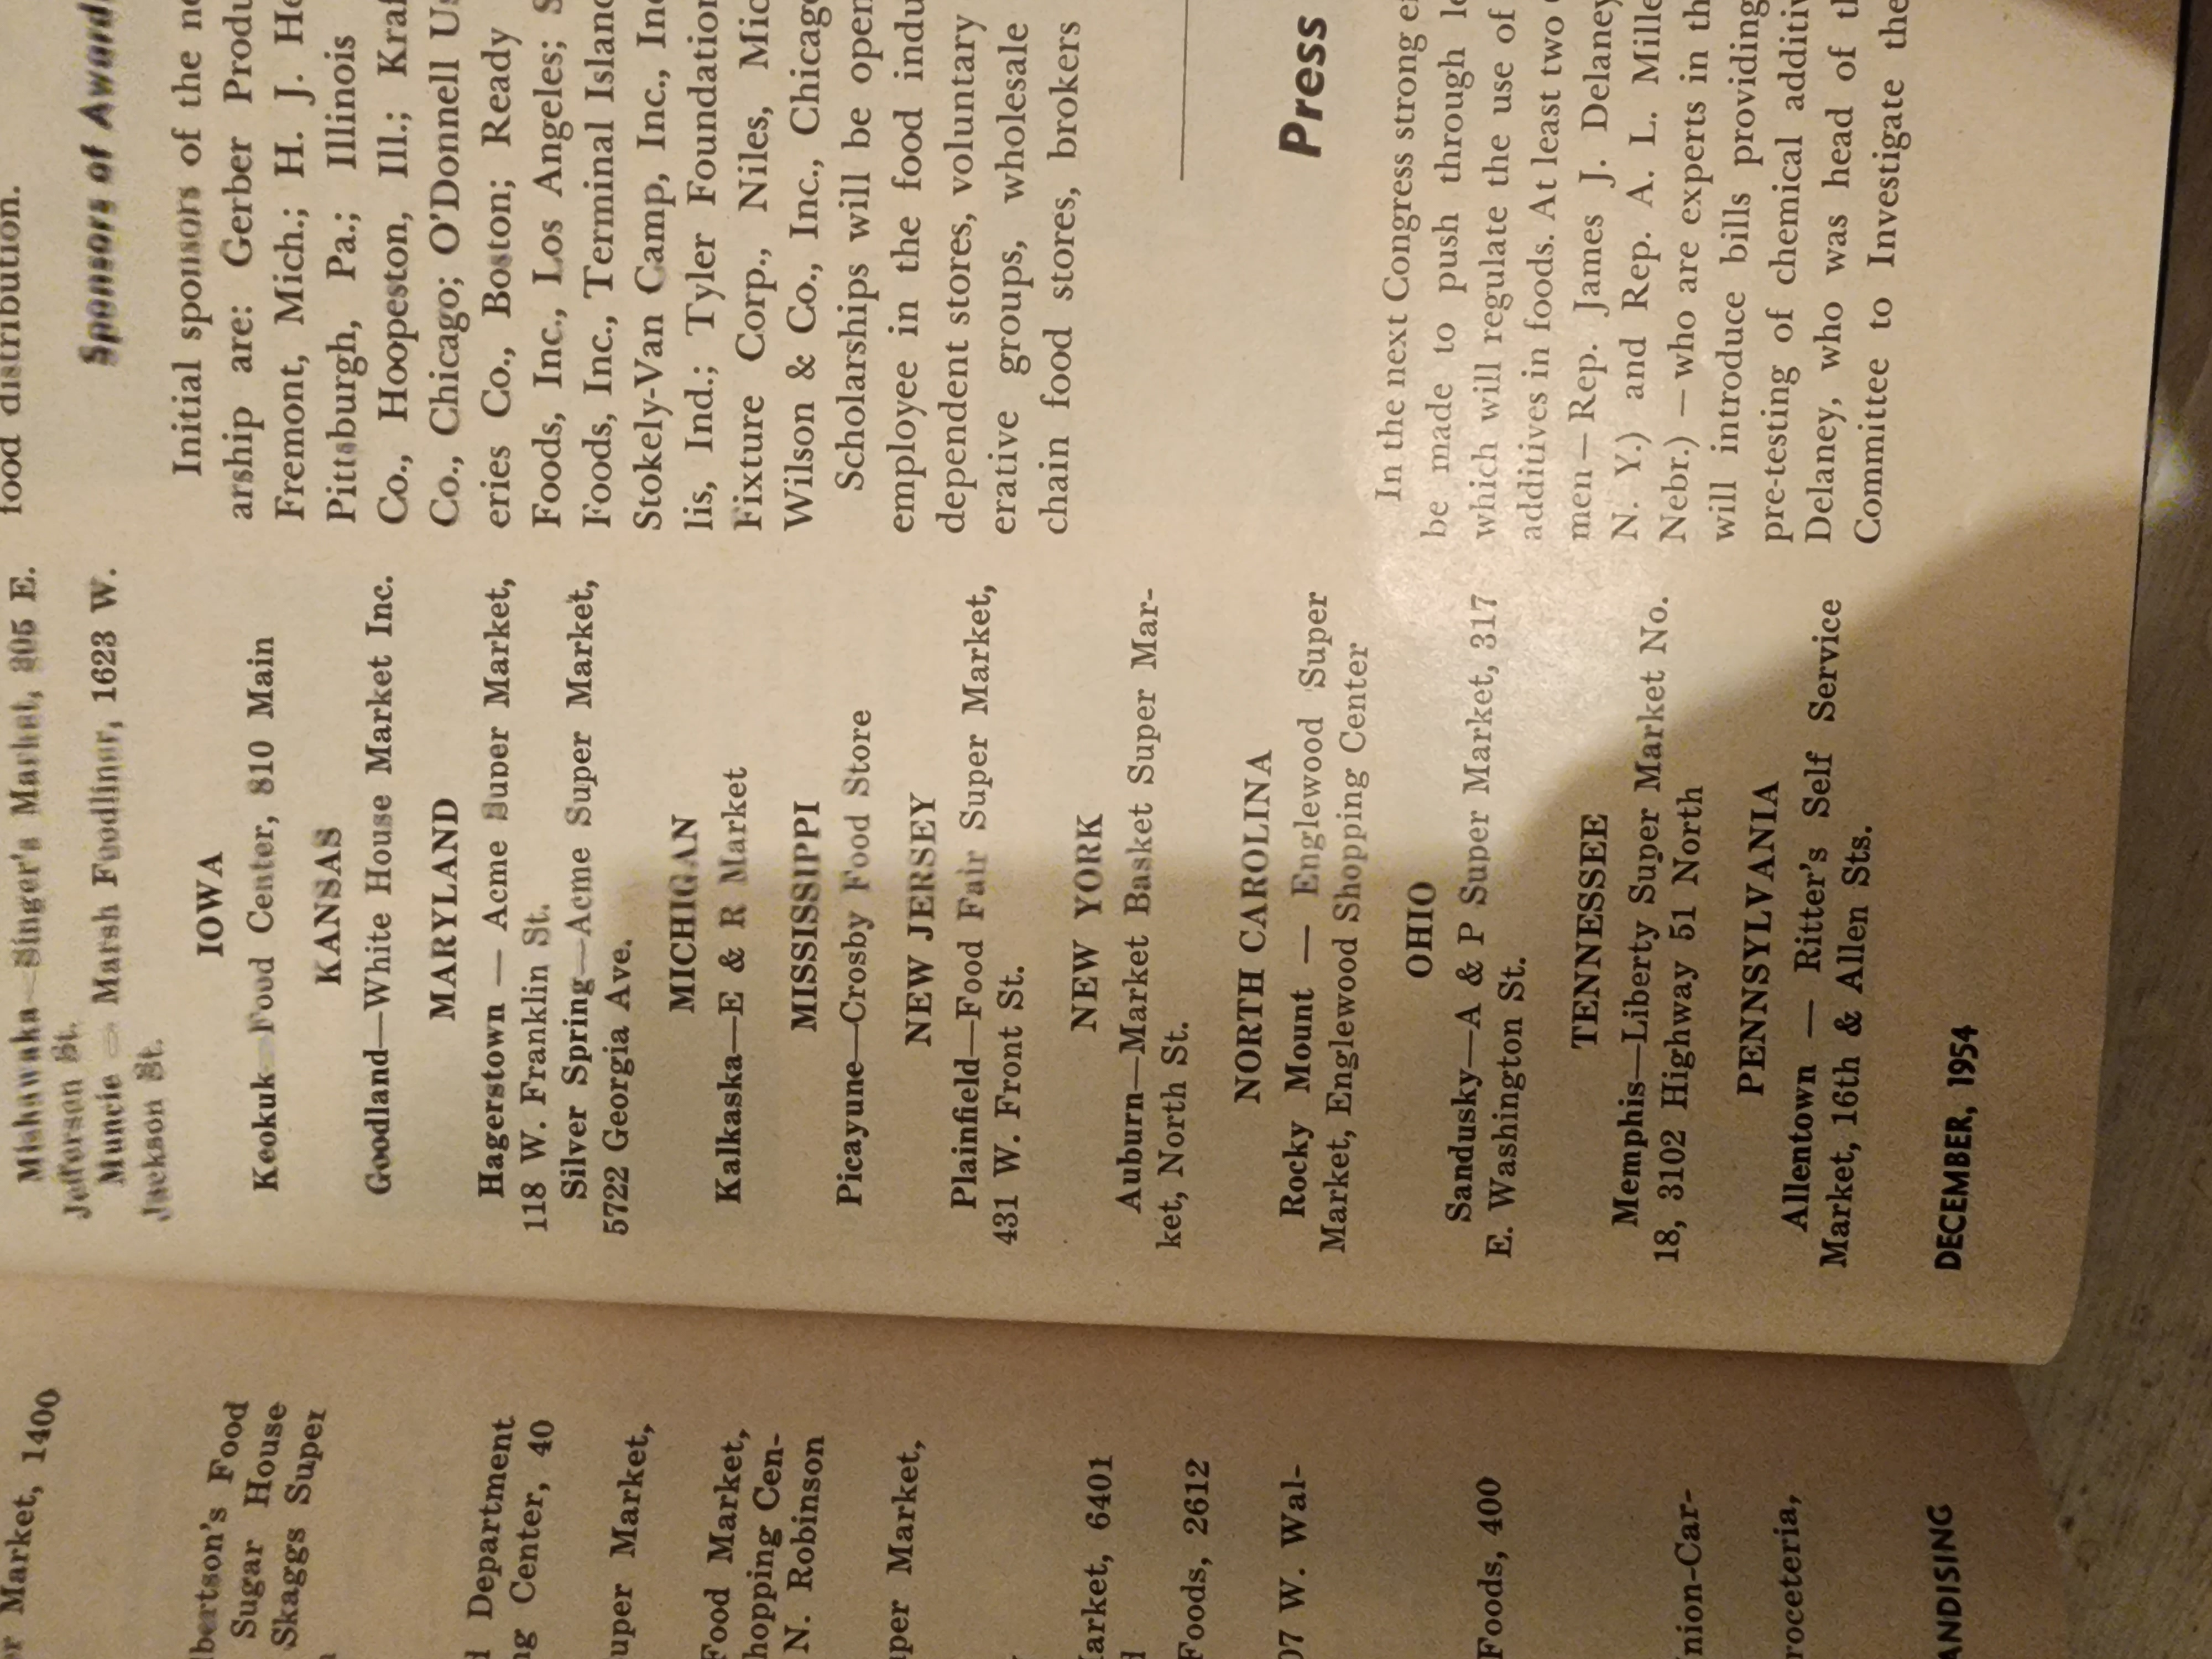 Market, 1400
bertson's Food
Sugar House
Skaggs Super
Department
Center, 40
uper Market,
Food Market,
hopping Cen-
N. Robinson
per Market,
arket, 6401
Foods, 2612
07 W. Wal-
Foods, 400
nion-Car-
roceteria,
ANDISING
Mishawaka—Singer's Market, 805 E.
Jefferson St.
Muncie — Marsh Foodliner, 1623 W.
Jackson St.
IOWA
Keokuk—Food Center, 810 Main
KANSAS
Goodland—White House Market Inc.
MARYLAND
Hagerstown — Acme Super Market,
118 W. Franklin St.
Silver Spring—Acme Super Market,
5722 Georgia Ave.
MICHIGAN
Kalkaska—E & R Market
MISSISSIPPI
Picayune—Crosby Food Store
NEW JERSEY
Plainfield—Food Fair Super Market,
431 W. Front St.
NEW YORK
Auburn—Market Basket Super Mar-
ket, North St.
NORTH CAROLINA
Rocky Mount — Englewood Super
Market, Englewood Shopping Center
OHIO
Sandusky—A & P Super Market, 317
E. Washington St.
TENNESSEE
Memphis—Liberty Super Market No.
18, 3102 Highway 51 North
PENNSYLVANIA
Allentown — Ritter's Self Service
Market, 16th & Allen Sts.
DECEMBER, 1954
food distribution.
Sponsors of Award
Initial sponsors of the
arship are: Gerber Produ
Fremont, Mich.; H. J. He
Pittsburgh, Pa.; Illinois
Co., Hoopeston, Ill.; Kraf
Co., Chicago; O'Donnell Us
eries Co., Boston; Ready
Foods, Inc., Los Angeles; S
Foods, Inc., Terminal Island
Stokely-Van Camp, Inc., In
lis, Ind.; Tyler Foundation
Fixture Corp., Niles, Mic
Wilson & Co., Inc., Chicago
Scholarships will be open
employee in the food indu
dependent stores, voluntary
erative groups, wholesale
chain food stores, brokers
Press
In the next Congress strong e
be made to push through le
which will regulate the use of
additives in foods. At least two
men—Rep. James J. Delaney
N. Y.) and Rep. A. L. Mille
Nebr.) — who are experts in th
will introduce bills providing
pre-testing of chemical additiv
Delaney, who was head of th
Committee to Investigate the